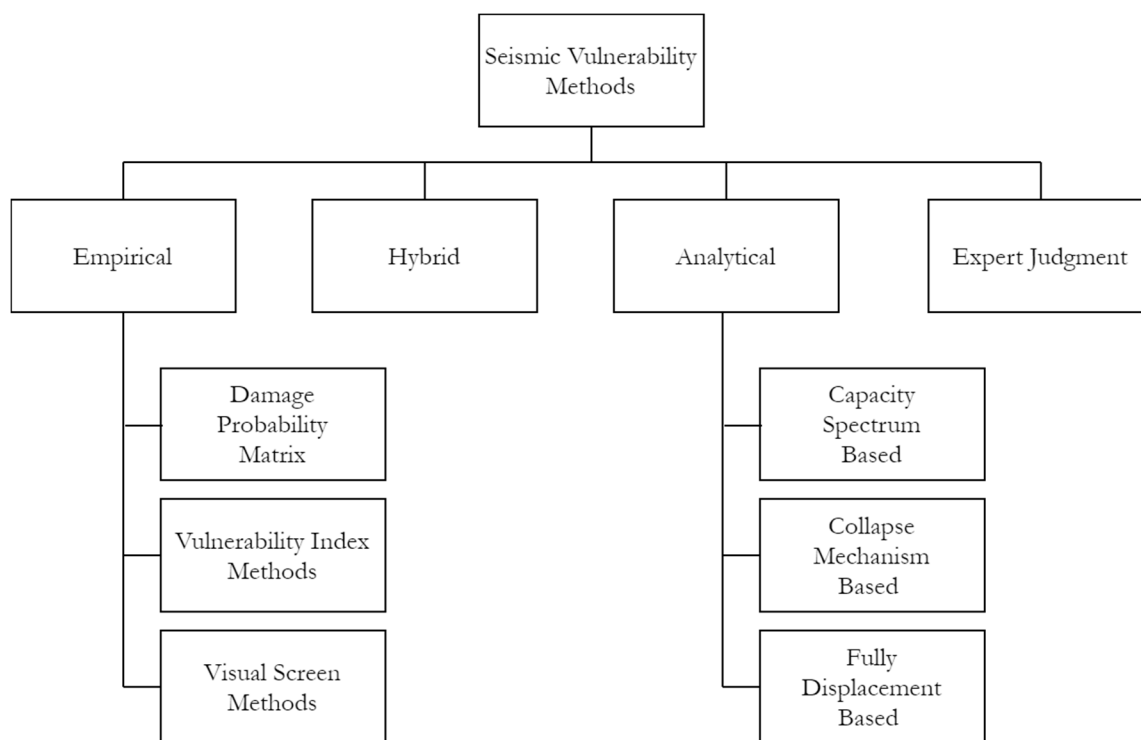 Seismic Vulnerability
Methods
Empirical
Hybrid
Analytical
Expert Judgment
Damage
Probability
Matrix
Vulnerability Index
Methods
Visual Screen
Methods
Capacity
Spectrum
Based
Collapse
Mechanism
Based
Fully
Displacement
Based